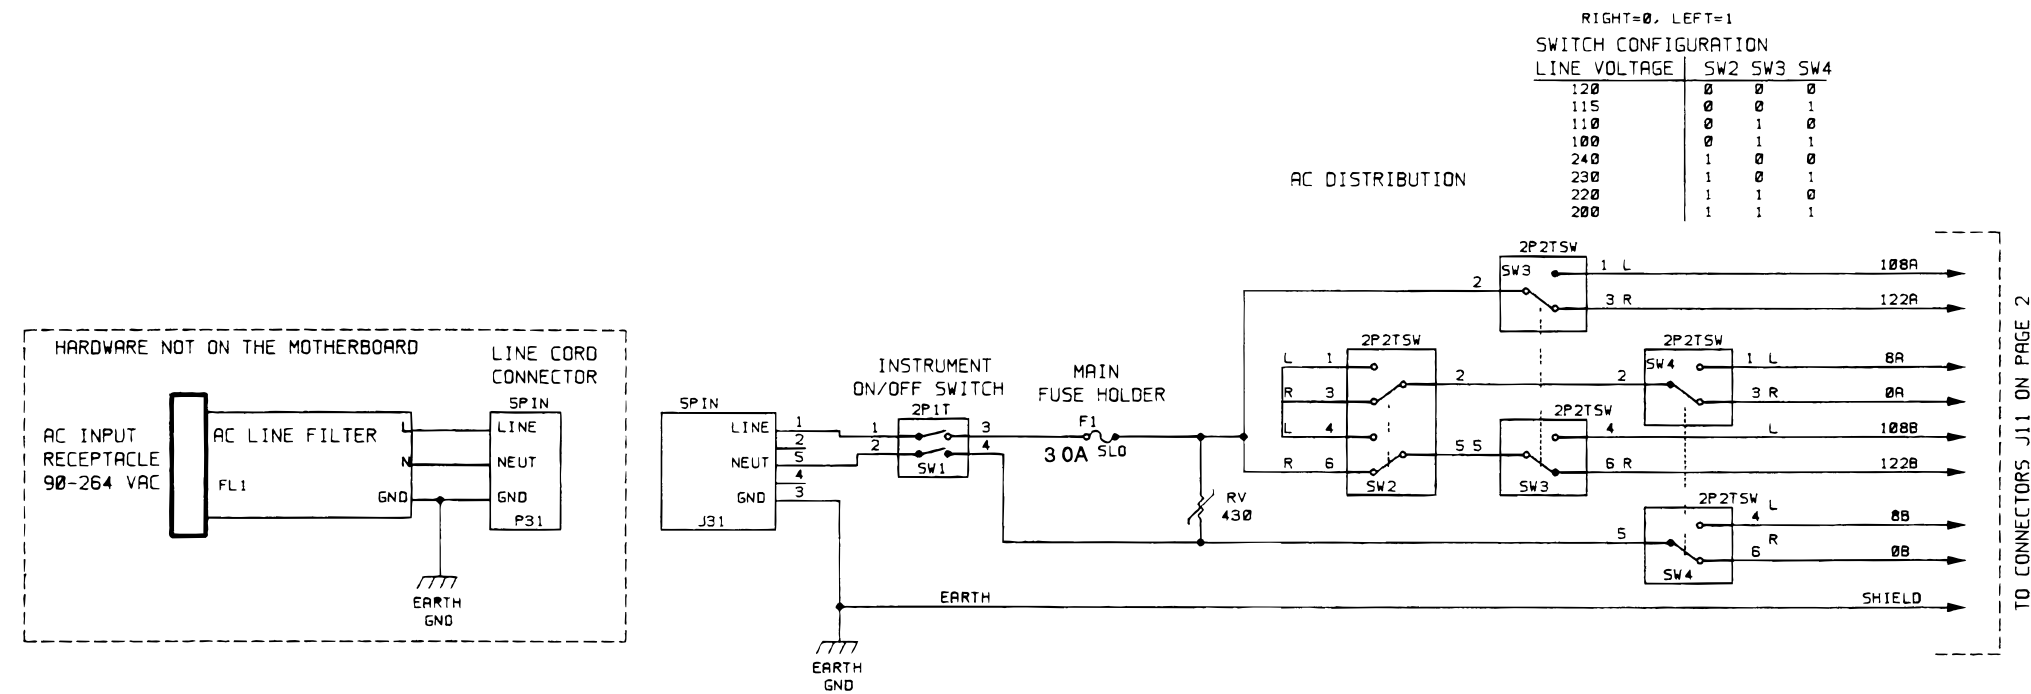 RIGHT=0, LEFT=1
SWITCH CONFIGURATION
LINE VOLTAGE SW2 SW3 SW4
120 0 0 0
115 0 0 1
110 0 1 0
100 0 1 1
240 1 0 0
230 1 0 1
220 1 1 0
200 1 1 1
AC DISTRIBUTION
HARDWARE NOT ON THE MOTHERBOARD
LINE CORD
CONNECTOR
5PIN
AC INPUT
RECEPTACLE
90-264 VAC
AC LINE FILTER
FL1
L
N
GND
LINE
NEUT
GND
P31
EARTH
GND
5PIN
LINE
NEUT
GND
J31
1
2
5
4
3
EARTH
GND
INSTRUMENT
ON/OFF SWITCH
2P1T
1
2
3
4
SW1
MAIN
FUSE HOLDER
F1
3 0A SLO
RV
430
EARTH
2P2TSW
L 1
R 3
L 4
R 6
2
5
SW2
2P2TSW
SW3
2
1 L
3 R
108A
122A
2P2TSW
SW4
2
1 L
3 R
8A
0A
2P2TSW
5
4
L
6 R
SW3
108B
122B
2P2TSW
5
L
4
R
6
SW4
8B
0B
SHIELD
TO CONNECTORS J11 ON PAGE 2